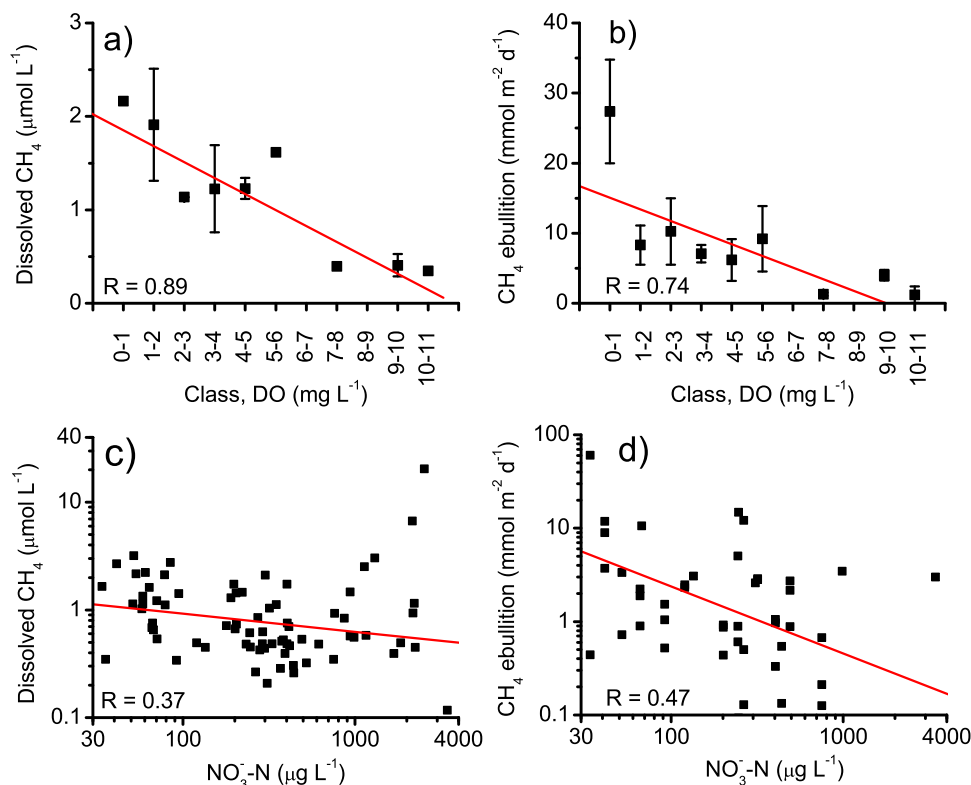 a)
Dissolved CH₄ (µmol L⁻¹)
3
2
1
0
R = 0.89
0-1
1-2
2-3
3-4
4-5
5-6
6-7
7-8
8-9
9-10
10-11
Class, DO (mg L⁻¹)
b)
CH₄ ebullition (mmol m⁻² d⁻¹)
40
30
20
10
0
R = 0.74
0-1
1-2
2-3
3-4
4-5
5-6
6-7
7-8
8-9
9-10
10-11
Class, DO (mg L⁻¹)
c)
Dissolved CH₄ (µmol L⁻¹)
40
10
1
0.1
R = 0.37
30
100
1000
4000
NO₃⁻-N (µg L⁻¹)
d)
CH₄ ebullition (mmol m⁻² d⁻¹)
100
10
1
0.1
R = 0.47
30
100
1000
4000
NO₃⁻-N (µg L⁻¹)